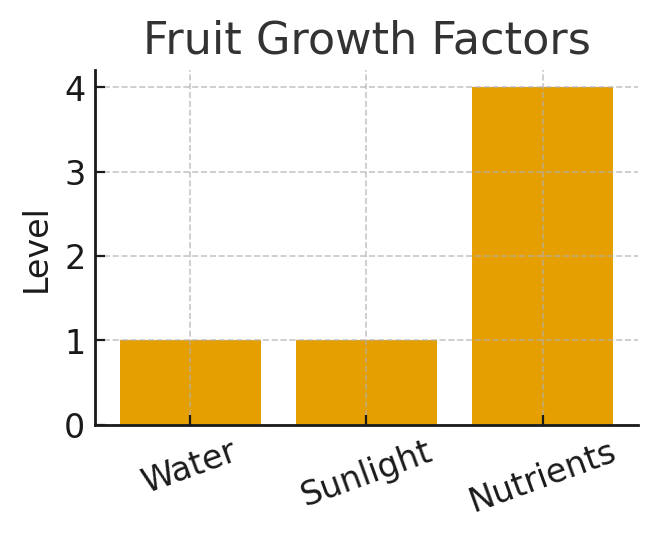 Fruit Growth Factors
Level
4
3
2
1
0
Water
Sunlight
Nutrients